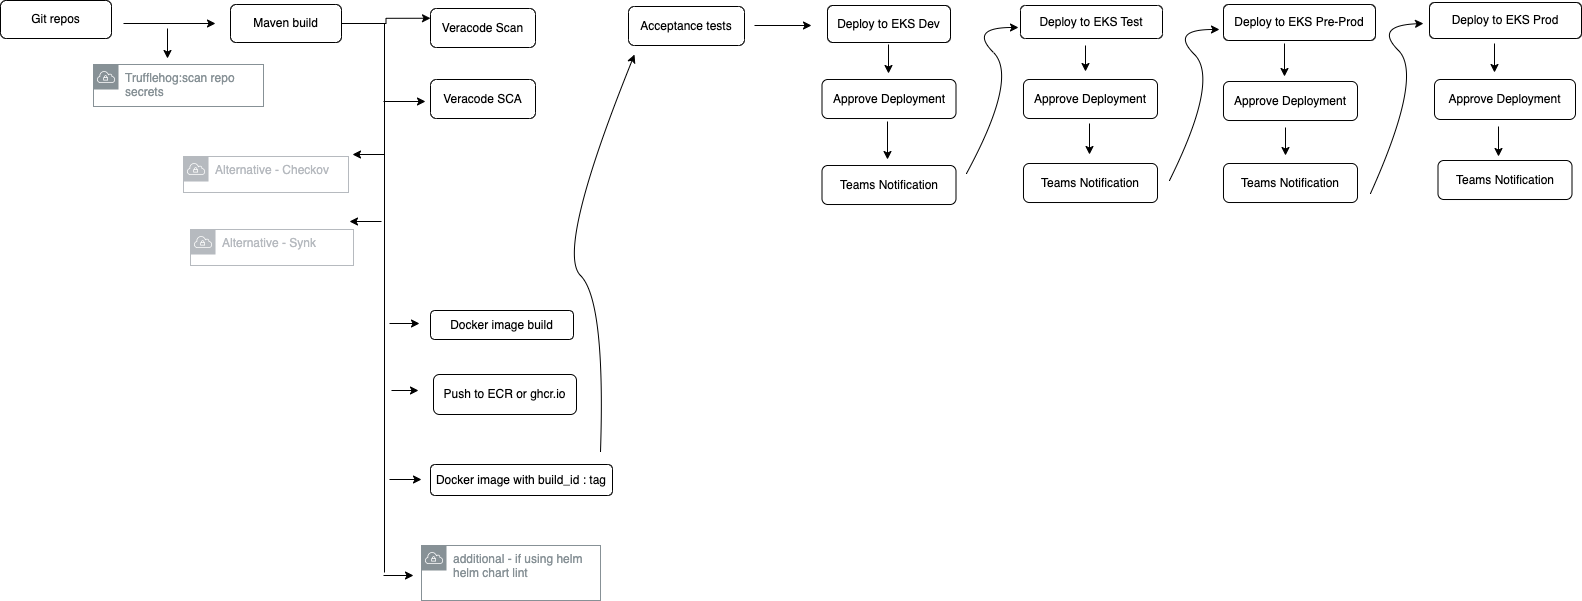 Git repos
Maven build
Trufflehog:scan repo
secrets
Veracode Scan
Veracode SCA
Alternative - Checkov
Alternative - Synk
Docker image build
Push to ECR or ghcr.io
Docker image with build_id : tag
additional - if using helm
helm chart lint
Acceptance tests
Deploy to EKS Dev
Approve Deployment
Teams Notification
Deploy to EKS Test
Approve Deployment
Teams Notification
Deploy to EKS Pre-Prod
Approve Deployment
Teams Notification
Deploy to EKS Prod
Approve Deployment
Teams Notification